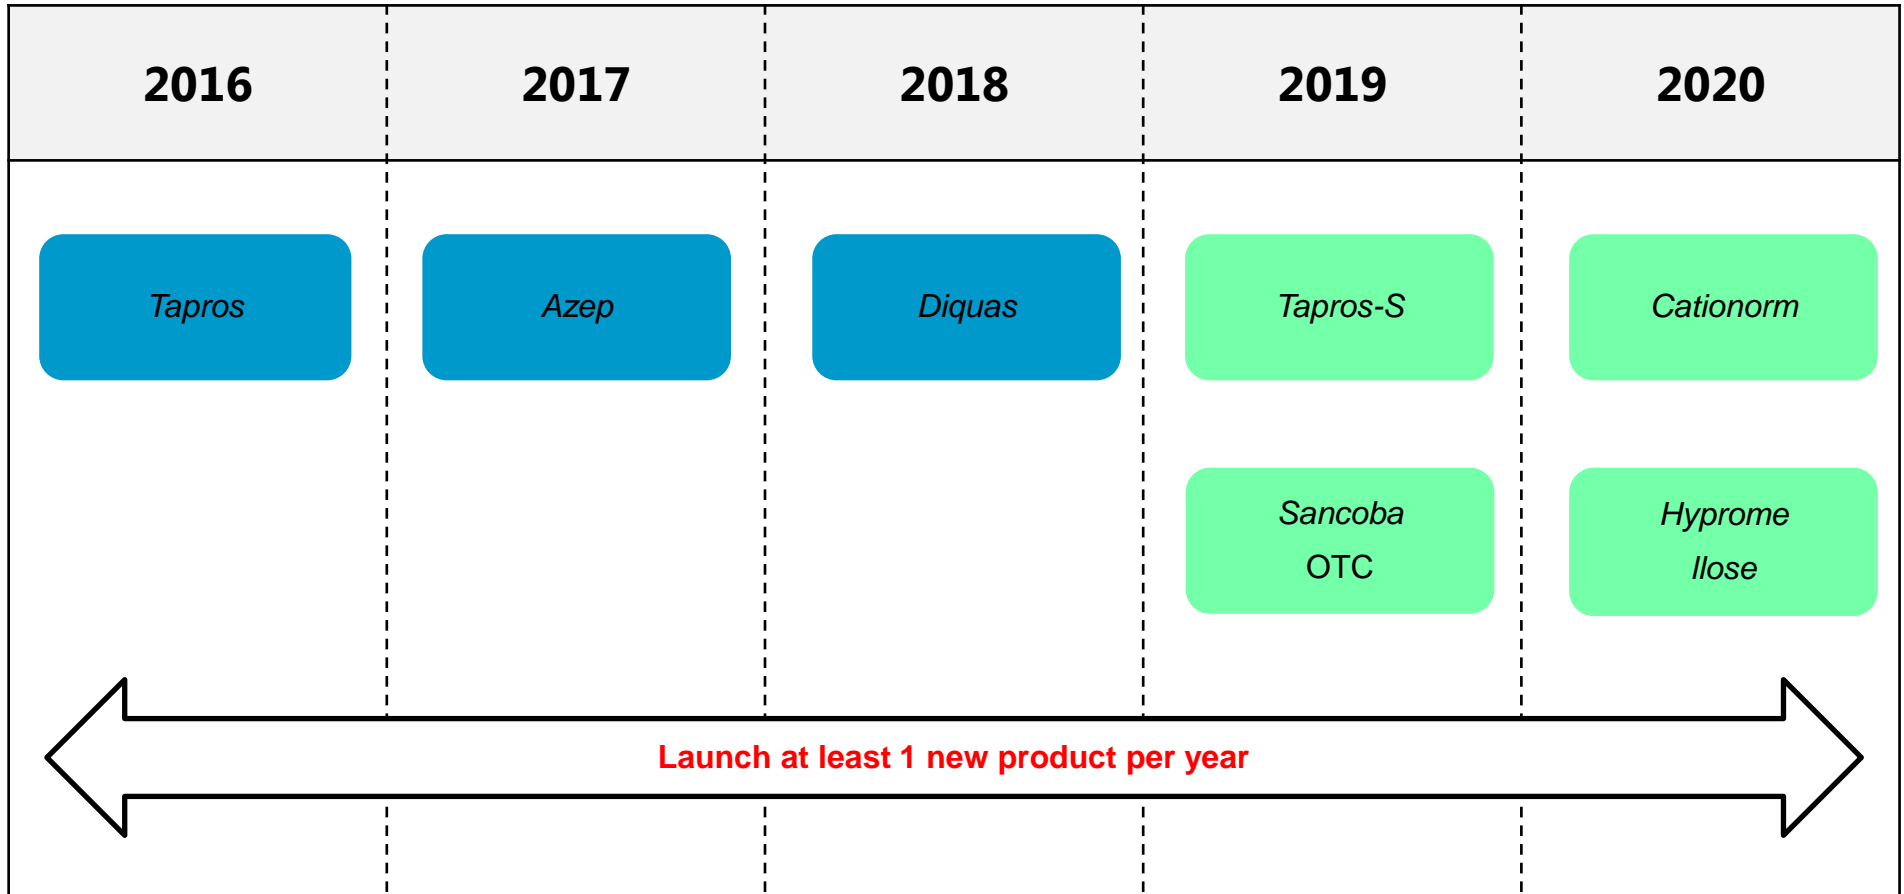 2016 2017 2018 2019 2020
Tapros Azep Diquas Tapros-S Cationorm
Sancoba
OTC
Hyprome
Ilose
Launch at least 1 new product per year